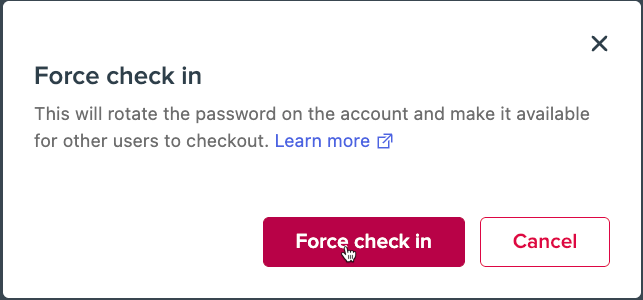 Force check in
This will rotate the password on the account and make it available
for other users to checkout. Learn more
Force check in
Cancel